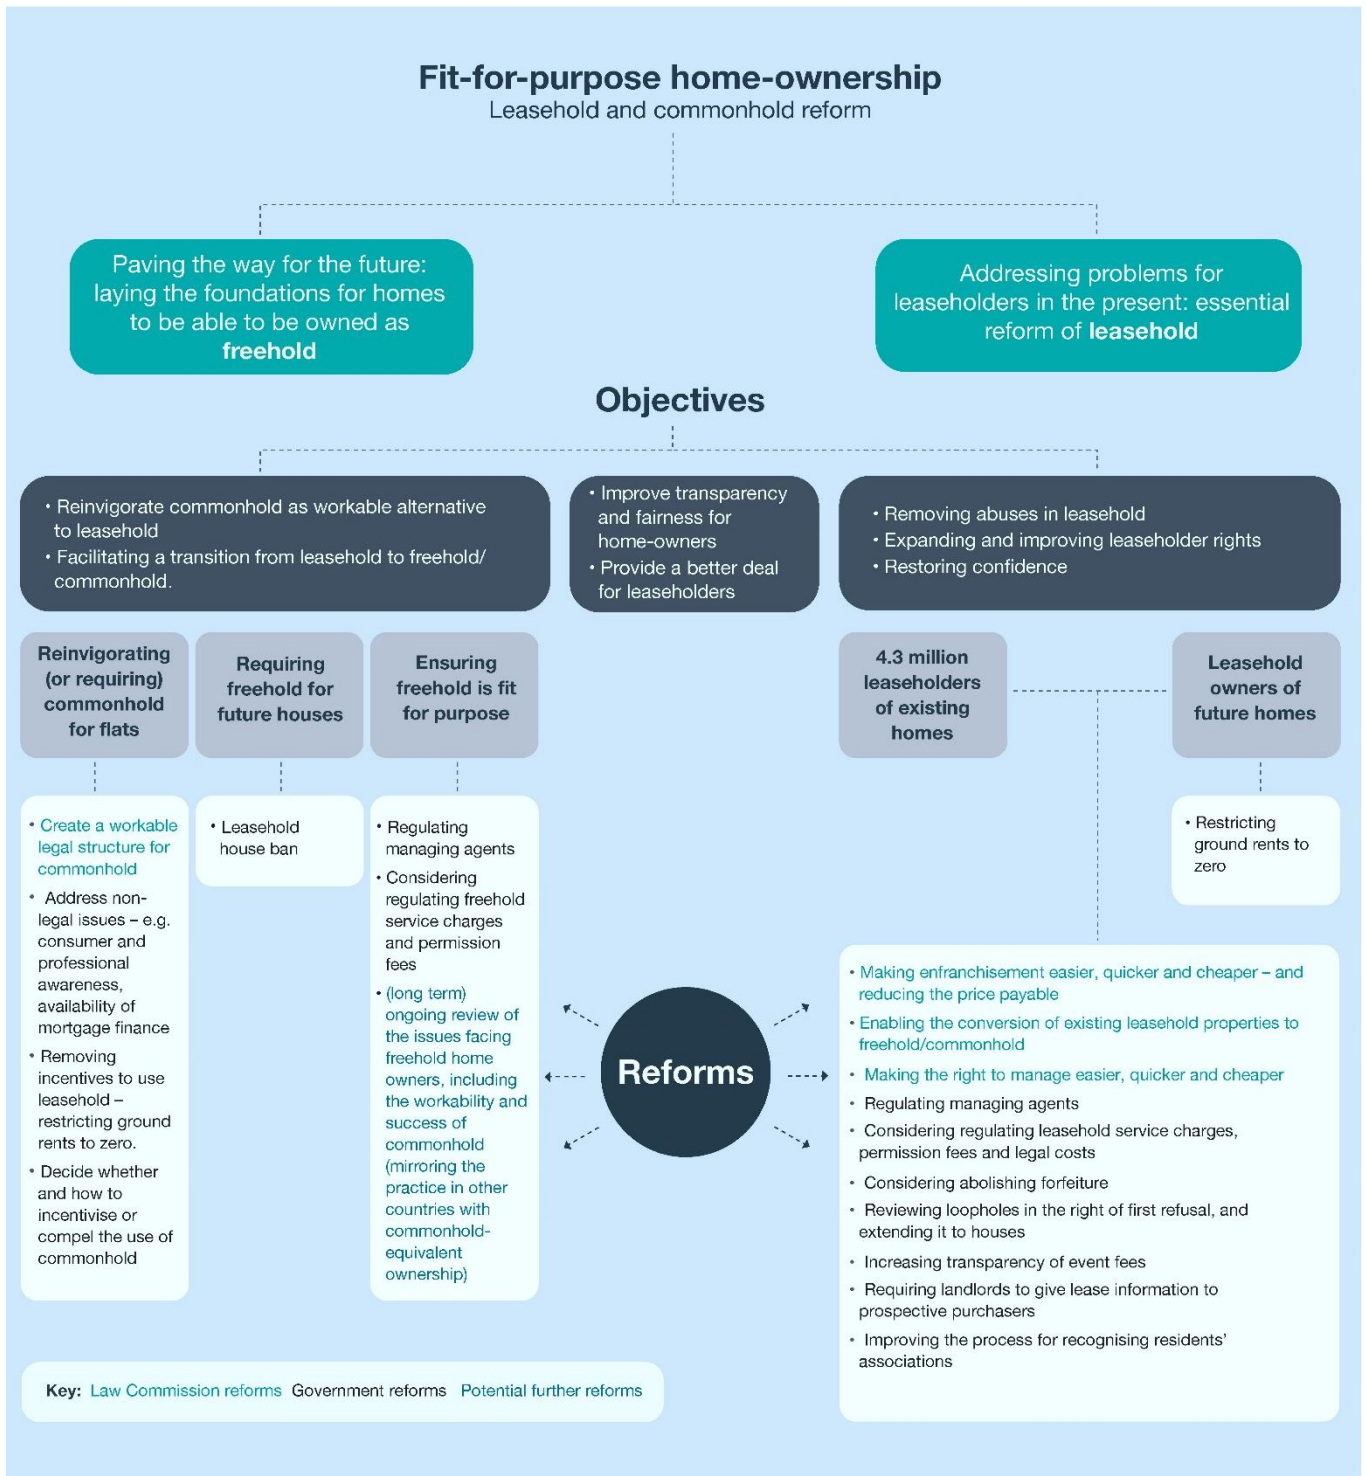 Fit-for-purpose home-ownership
Leasehold and commonhold reform
Paving the way for the future:
laying the foundations for homes
to be able to be owned as
freehold
Addressing problems for
leaseholders in the present: essential
reform of leasehold
Objectives
• Reinvigorate commonhold as workable alternative
to leasehold
• Facilitating a transition from leasehold to freehold/
commonhold.
• Improve transparency
and fairness for
home-owners
• Provide a better deal
for leaseholders
• Removing abuses in leasehold
• Expanding and improving leaseholder rights
• Restoring confidence
Reinvigorating
(or requiring)
commonhold
for flats
Requiring
freehold for
future houses
Ensuring
freehold is fit
for purpose
4.3 million
leaseholders
of existing
homes
Leasehold
owners of
future homes
• Create a workable
legal structure for
commonhold
• Address non-
legal issues – e.g.
consumer and
professional
awareness,
availability of
mortgage finance
• Removing
incentives to use
leasehold –
restricting ground
rents to zero.
• Decide whether
and how to
incentivise or
compel the use of
commonhold
• Leasehold
house ban
• Regulating
managing agents
• Considering
regulating freehold
service charges
and permission
fees
• (long term)
ongoing review of
the issues facing
freehold home
owners, including
the workability and
success of
commonhold
(mirroring the
practice in other
countries with
commonhold-
equivalent
ownership)
Reforms
• Restricting
ground rents to
zero
• Making enfranchisement easier, quicker and cheaper – and
reducing the price payable
• Enabling the conversion of existing leasehold properties to
freehold/commonhold
• Making the right to manage easier, quicker and cheaper
• Regulating managing agents
• Considering regulating leasehold service charges,
permission fees and legal costs
• Considering abolishing forfeiture
• Reviewing loopholes in the right of first refusal, and
extending it to houses
• Increasing transparency of event fees
• Requiring landlords to give lease information to
prospective purchasers
• Improving the process for recognising residents'
associations
Key: Law Commission reforms Government reforms Potential further reforms